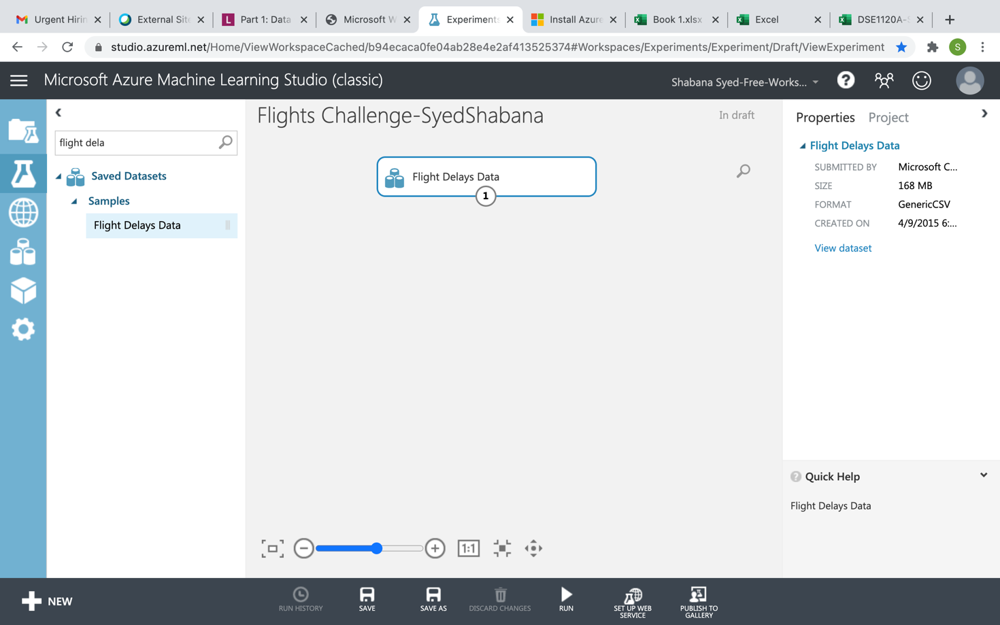 Urgent Hirin
External Site
Part 1: Data
Microsoft W
Experiments
Install Azure
Book 1.xlsx
Excel
DSE1120A-S
studio.azureml.net/Home/ViewWorkspaceCached/b94ecaca0fe04ab28e4e2af413525374#Workspaces/Experiments/Experiment/Draft/ViewExperiment
S
Microsoft Azure Machine Learning Studio (classic)
Shabana Syed-Free-Works...
flight dela
Saved Datasets
Samples
Flight Delays Data
Flights Challenge-SyedShabana
In draft
Flight Delays Data
1
1:1
Properties
Project
Flight Delays Data
SUBMITTED BY Microsoft C...
SIZE 168 MB
FORMAT GenericCSV
CREATED ON 4/9/2015 6:...
View dataset
Quick Help
Flight Delays Data
NEW
RUN HISTORY
SAVE
SAVE AS
DISCARD CHANGES
RUN
SET UP WEB
SERVICE
PUBLISH TO
GALLERY